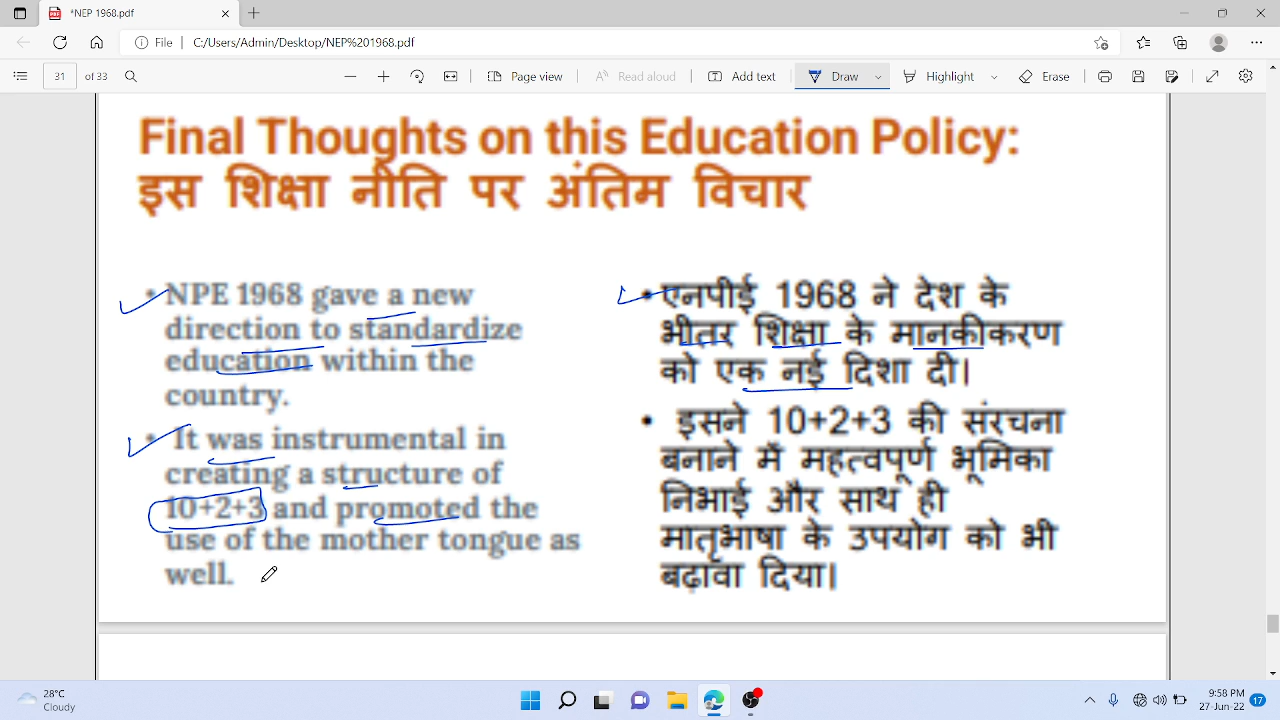 *NEP 1968.pdf
File C:/Users/Admin/Desktop/NEP%201968.pdf
31 of 33 Page view Read aloud Add text Draw Highlight Erase
Final Thoughts on this Education Policy:
इस शिक्षा नीति पर अंतिम विचार
• NPE 1968 gave a new
direction to standardize
education within the
country.
• It was instrumental in
creating a structure of
10+2+3 and promoted the
use of the mother tongue as
well.
• एनपीई 1968 ने देश के
भीतर शिक्षा के मानकीकरण
को एक नई दिशा दी।
• इसने 10+2+3 की संरचना
बनाने में महत्वपूर्ण भूमिका
निभाई और साथ ही
मातृभाषा के उपयोग को भी
बढ़ावा दिया।
28°C
Cloudy
9:38 PM
27-Jun-22
17